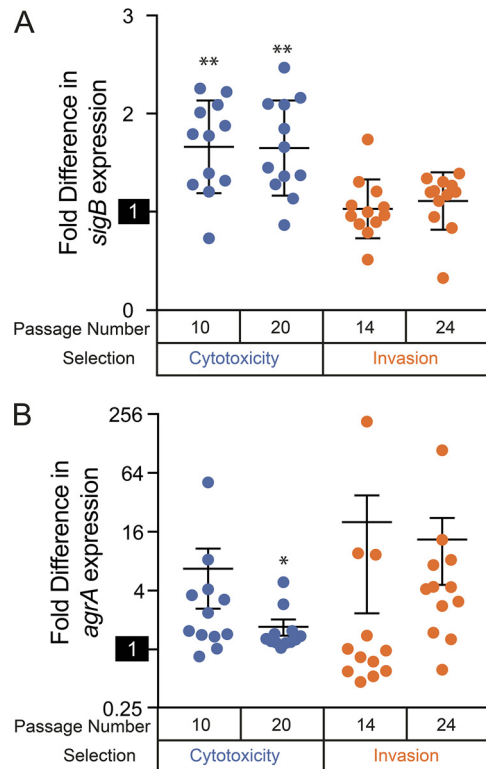 A
Fold Difference in
sigB expression
3
2
1
0
**
**
Passage Number 10 20 14 24
Selection Cytotoxicity Invasion
B
Fold Difference in
agrA expression
256
64
16
4
1
0.25
*
Passage Number 10 20 14 24
Selection Cytotoxicity Invasion